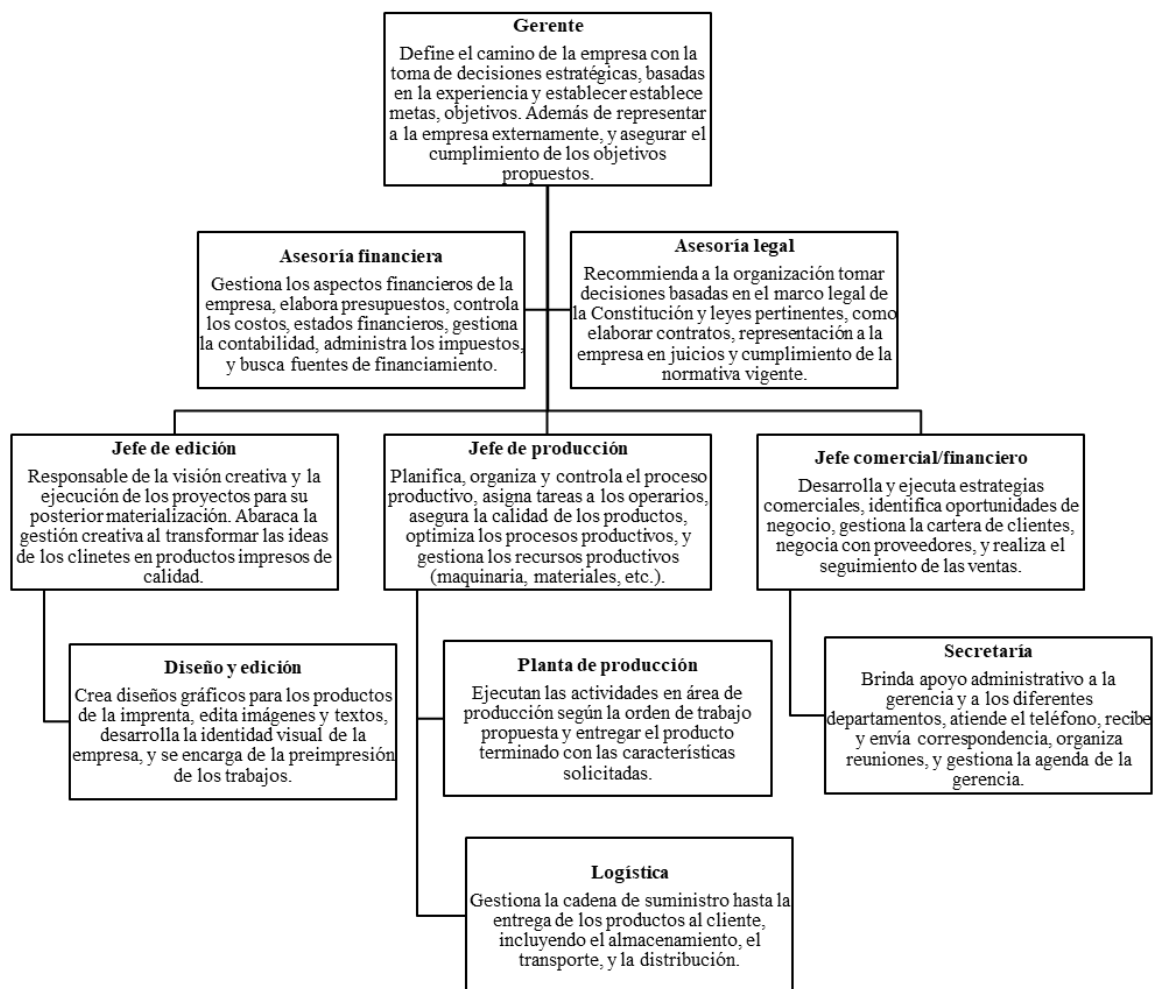 Gerente
Define el camino de la empresa con la
toma de decisiones estratégicas, basadas
en la experiencia y establecer establece
metas, objetivos. Además de representar
a la empresa externamente, y asegurar el
cumplimiento de los objetivos
propuestos.
Asesoría financiera
Gestiona los aspectos financieros de la
empresa, elabora presupuestos, controla
los costos, estados financieros, gestiona
la contabilidad, administra los impuestos,
y busca fuentes de financiamiento.
Asesoría legal
Recommienda a la organización tomar
decisiones basadas en el marco legal de
la Constitución y leyes pertinentes, como
elaborar contratos, representación a la
empresa en juicios y cumplimiento de la
normativa vigente.
Jefe de edición
Responsable de la visión creativa y la
ejecución de los proyectos para su
posterior materialización. Abaraca la
gestión creativa al transformar las ideas
de los clinetes en productos impresos de
calidad.
Jefe de producción
Planifica, organiza y controla el proceso
productivo, asigna tareas a los operarios,
asegura la calidad de los productos,
optimiza los procesos productivos, y
gestiona los recursos productivos
(maquinaria, materiales, etc.).
Jefe comercial/financiero
Desarrolla y ejecuta estrategias
comerciales, identifica oportunidades de
negocio, gestiona la cartera de clientes,
negocia con proveedores, y realiza el
seguimiento de las ventas.
Diseño y edición
Crea diseños gráficos para los productos
de la imprenta, edita imágenes y textos,
desarrolla la identidad visual de la
empresa, y se encarga de la preimpresión
de los trabajos.
Planta de producción
Ejecutan las actividades en área de
producción según la orden de trabajo
propuesta y entregar el producto
terminado con las características
solicitadas.
Secretaría
Brinda apoyo administrativo a la
gerencia y a los diferentes
departamentos, atiende el teléfono, recibe
y envía correspondencia, organiza
reuniones, y gestiona la agenda de la
gerencia.
Logística
Gestiona la cadena de suministro hasta la
entrega de los productos al cliente,
incluyendo el almacenamiento, el
transporte, y la distribución.